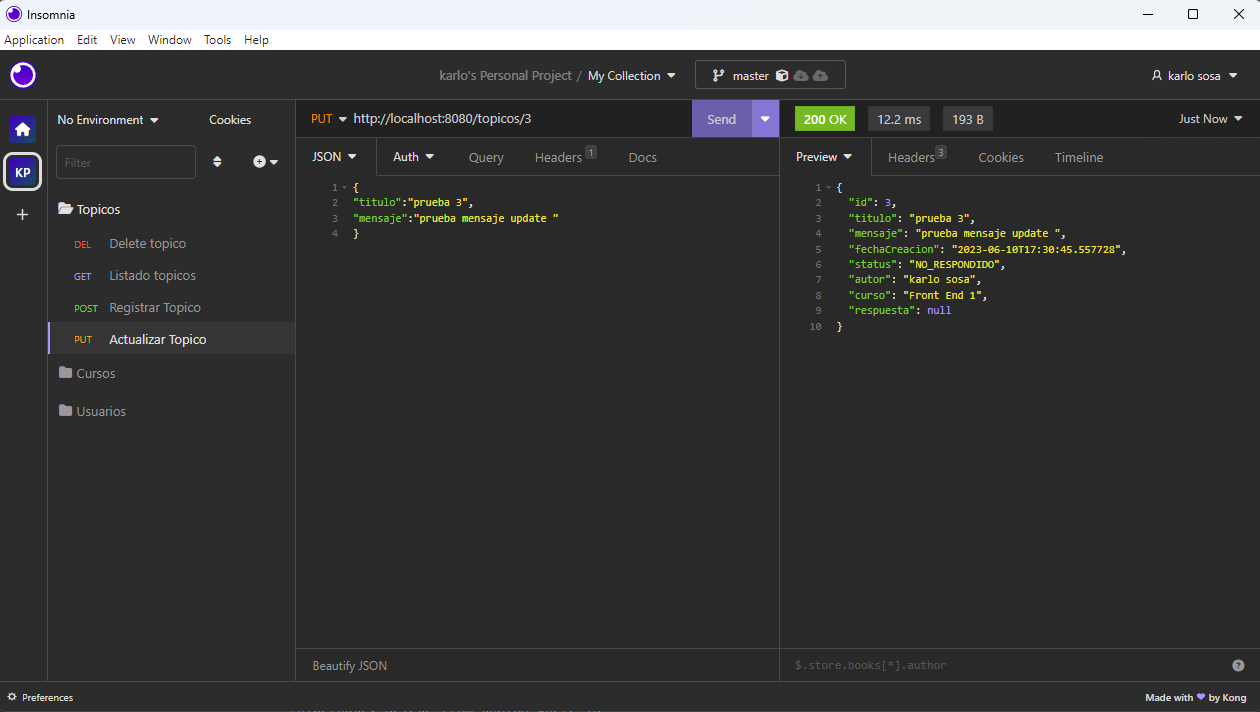 Insomnia
Application Edit View Window Tools Help
karlo's Personal Project / My Collection master karlo sosa
No Environment Cookies
PUT http://localhost:8080/topicos/3 Send
200 OK 12.2 ms 193 B Just Now
Filter
JSON Auth Query Headers 1 Docs
Preview Headers 3 Cookies Timeline
KP
Topicos
DEL Delete topico
GET Listado topicos
POST Registrar Topico
PUT Actualizar Topico
Cursos
Usuarios
1 {
2 "titulo":"prueba 3",
3 "mensaje":"prueba mensaje update "
4 }
1 {
2 "id": 3,
3 "titulo": "prueba 3",
4 "mensaje": "prueba mensaje update ",
5 "fechaCreacion": "2023-06-10T17:30:45.557728",
6 "status": "NO_RESPONDIDO",
7 "autor": "karlo sosa",
8 "curso": "Front End 1",
9 "respuesta": null
10 }
Beautify JSON
$.store.books[*].author
Preferences
Made with by Kong